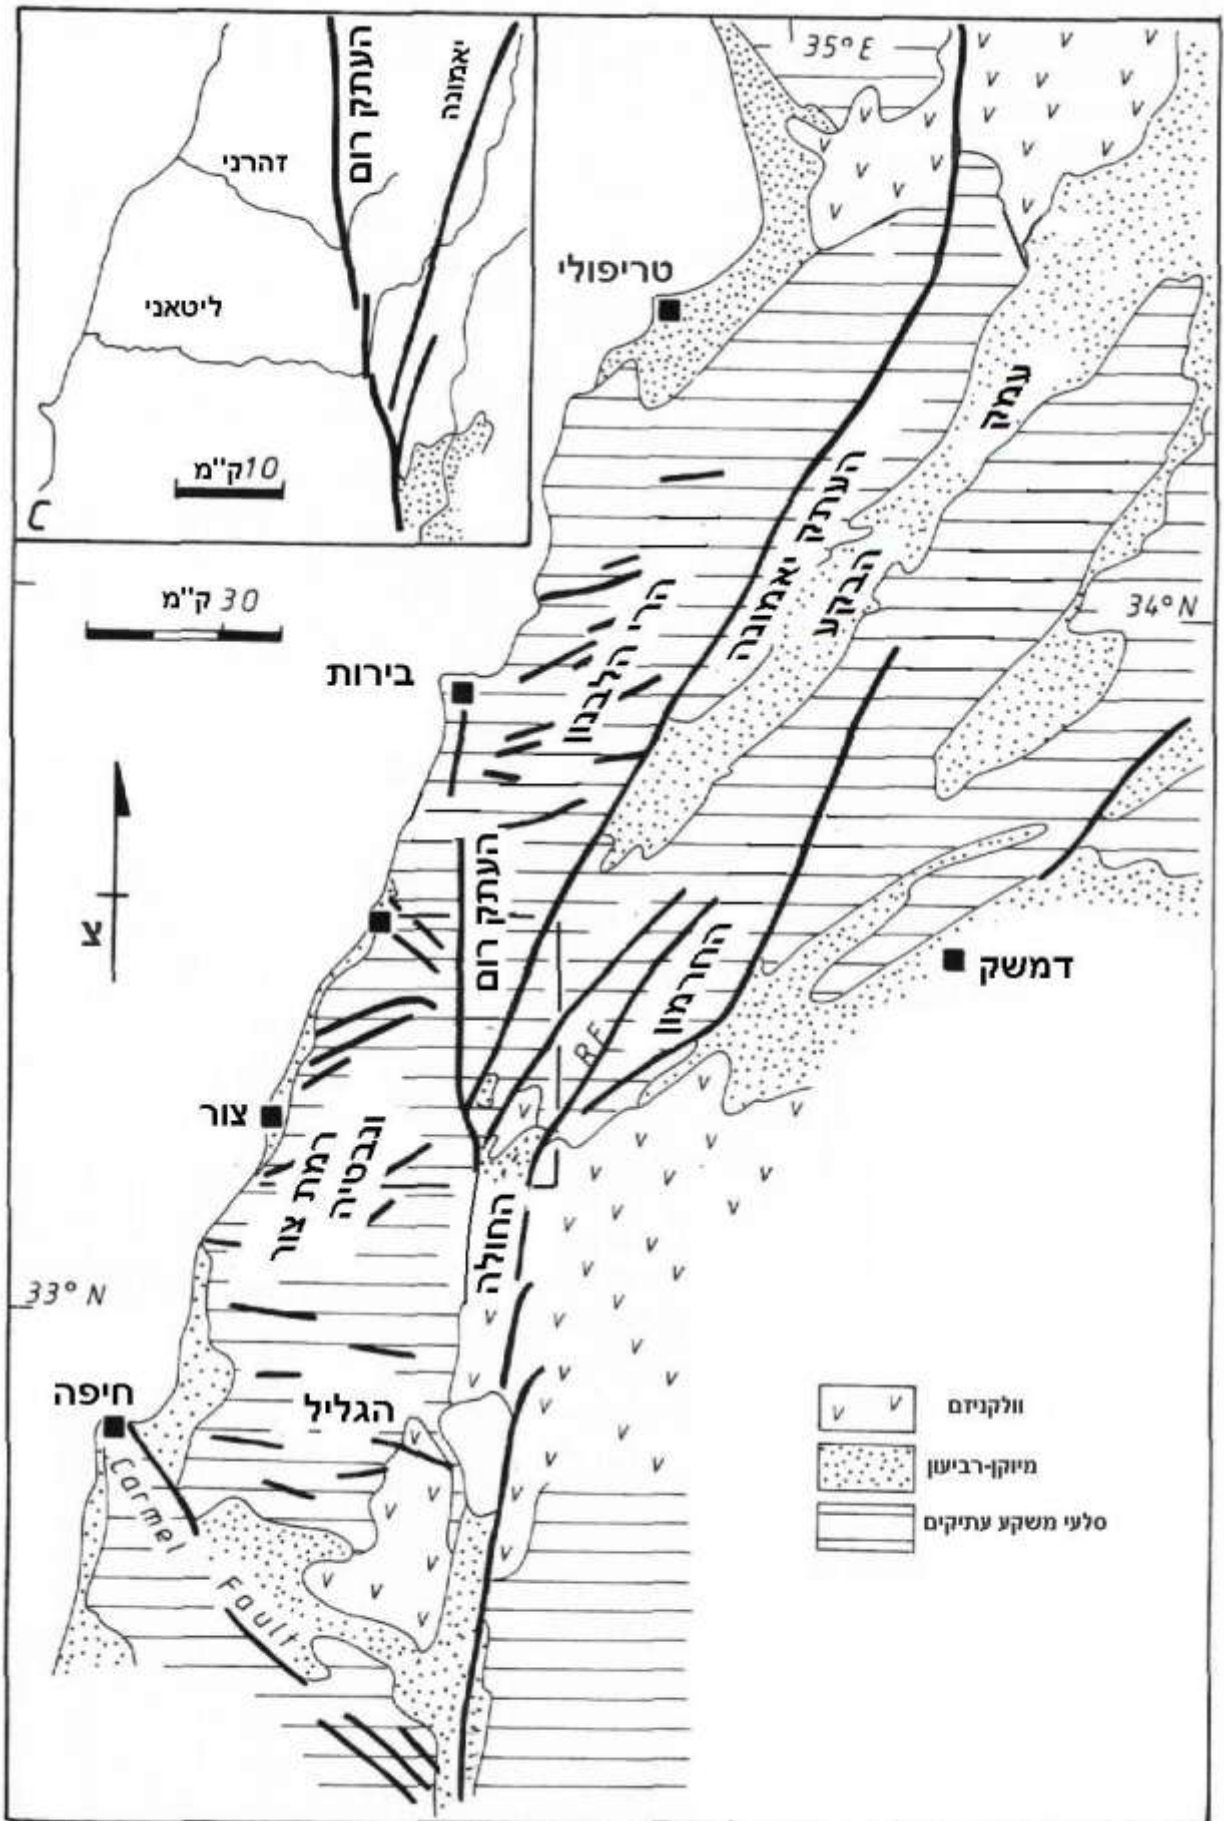 העתק רום
יאמונה
זהרני
ליטאני
10ק''מ
C
35° E
טריפולי
עמק
הבקע
העתק יאמונה
הרי הלבנון
34° N
30 ק''מ
בירות
צ
העתק רום
החרמון
RF
דמשק
צור
רמת צור
ונבטיה
החולה
33° N
חיפה
הגליל
Carmel
Fault
וולקניזם
מיוקן-רביעון
סלעי משקע עתיקים